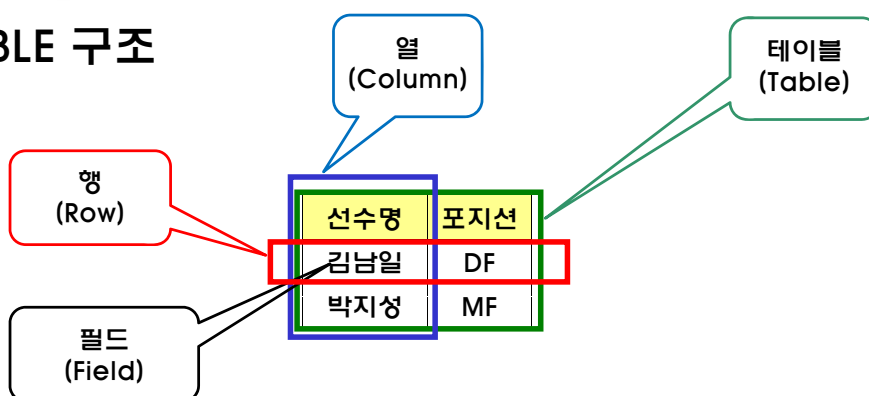 BLE 구조
열
(Column)
테이블
(Table)
행
(Row)
선수명 포지션
김남일 DF
박지성 MF
필드
(Field)